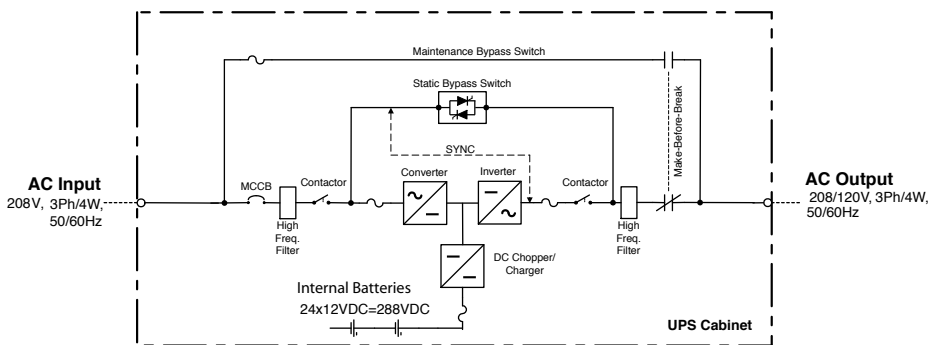 Maintenance Bypass Switch
Static Bypass Switch
Make-Before-Break
SYNC
AC Input
208V, 3Ph/4W,
50/60Hz
MCCB
Contactor
Converter
Inverter
Contactor
AC Output
208/120V, 3Ph/4W,
50/60Hz
High
Freq.
Filter
High
Freq.
Filter
DC Chopper/
Charger
Internal Batteries
24x12VDC=288VDC
UPS Cabinet